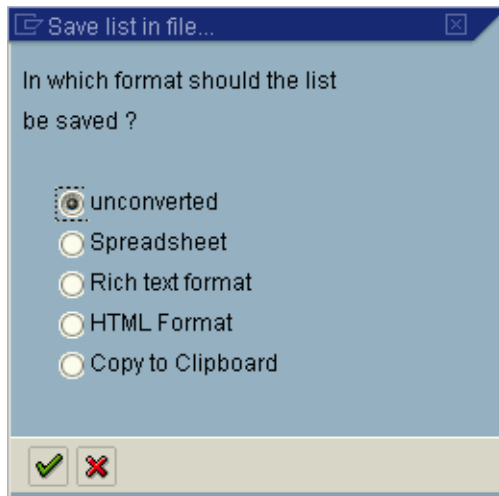 Save list in file...
In which format should the list
be saved ?
unconverted
Spreadsheet
Rich text format
HTML Format
Copy to Clipboard